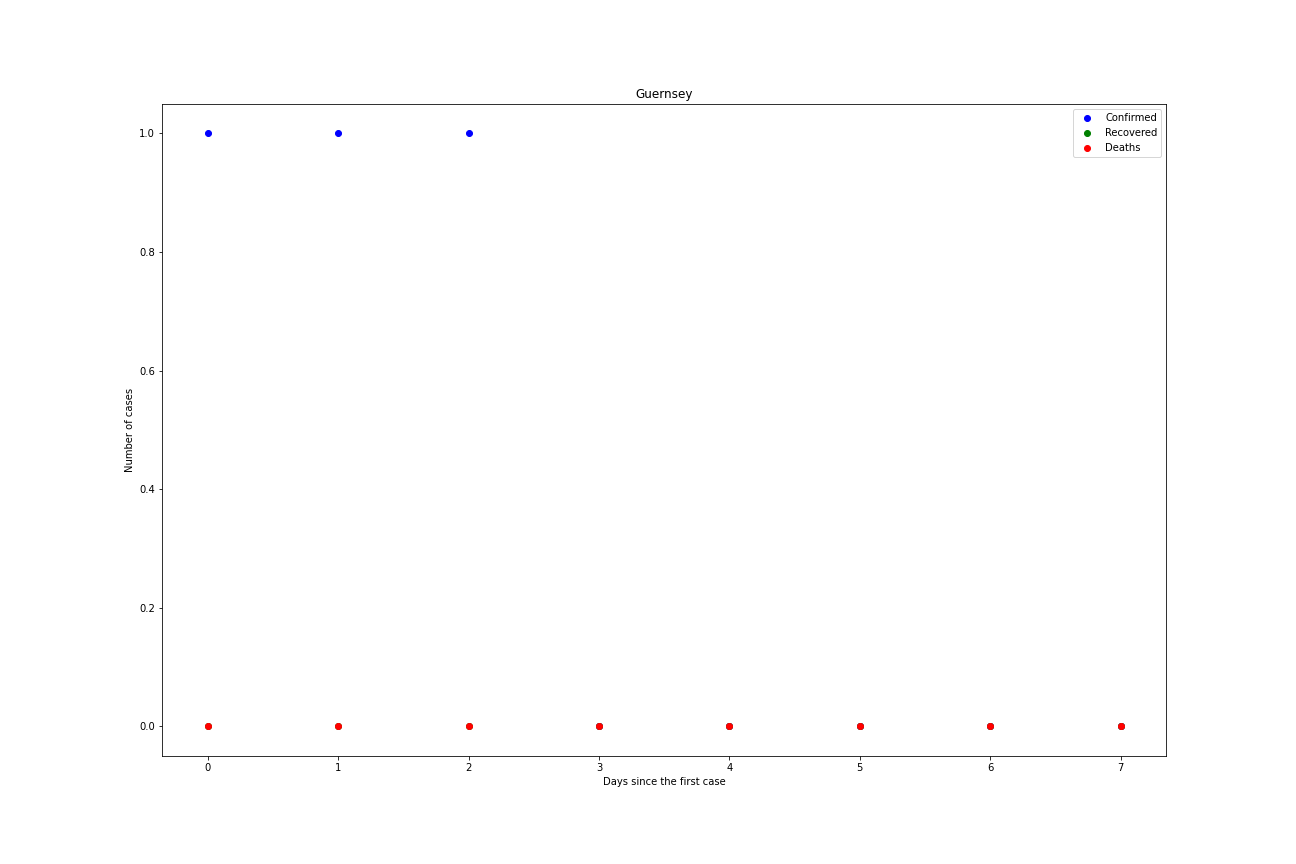 Guernsey
Confirmed
Recovered
Deaths
1.0
0.8
0.6
0.4
0.2
0.0
Number of cases
0 1 2 3 4 5 6 7
Days since the first case